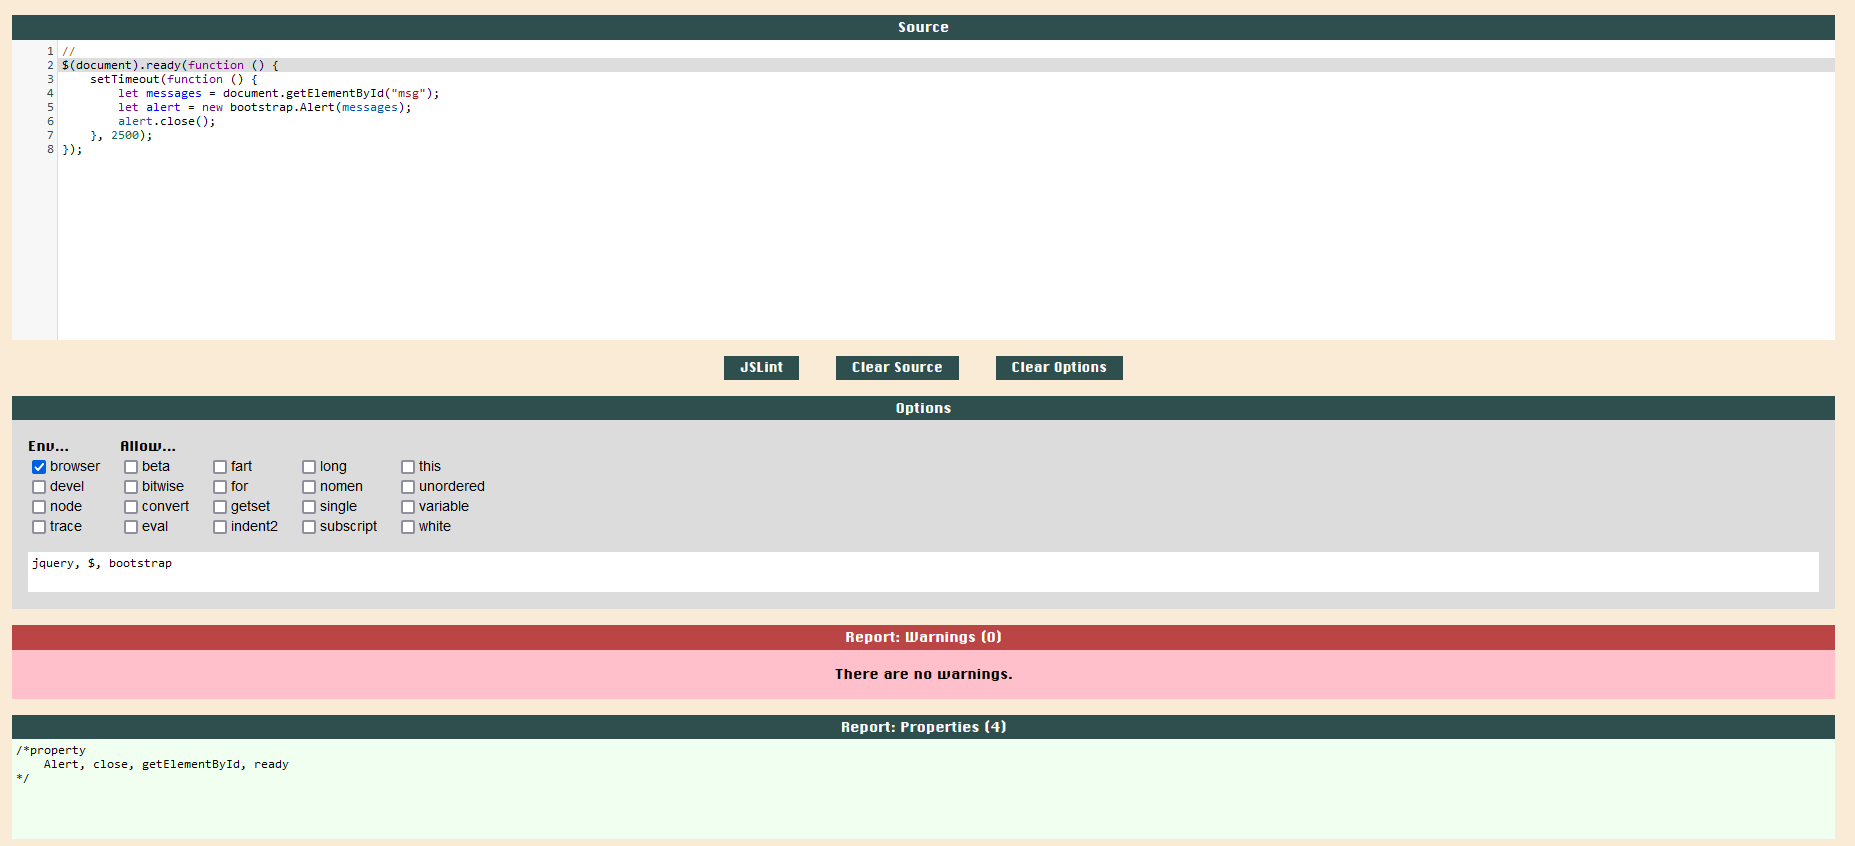 Source
1 //
2 $(document).ready(function () {
3     setTimeout(function () {
4         let messages = document.getElementById("msg");
5         let alert = new bootstrap.Alert(messages);
6         alert.close();
7     }, 2500);
8 });
JSLint Clear Source Clear Options
Options
Env... Allow...
browser beta fart long this
devel bitwise for nomen unordered
node convert getset single variable
trace eval indent2 subscript white
jquery, $, bootstrap
Report: Warnings (0)
There are no warnings.
Report: Properties (4)
/*property
    Alert, close, getElementById, ready
*/